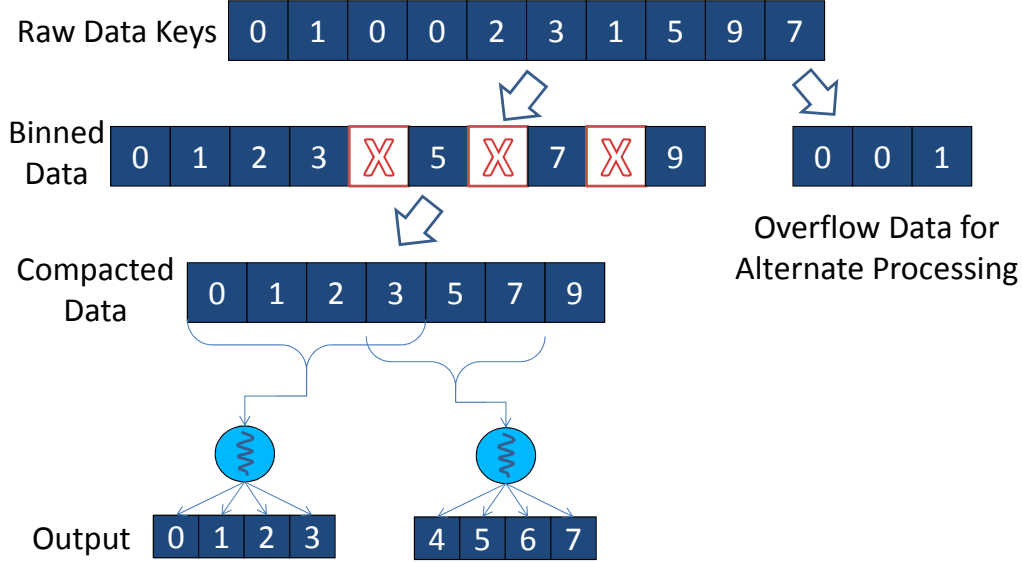 Raw Data Keys 0 1 0 0 2 3 1 5 9 7
Binned
Data
0 1 2 3 X 5 X 7 X 9
0 0 1
Overflow Data for
Alternate Processing
Compacted
Data
0 1 2 3 5 7 9
Output 0 1 2 3
4 5 6 7